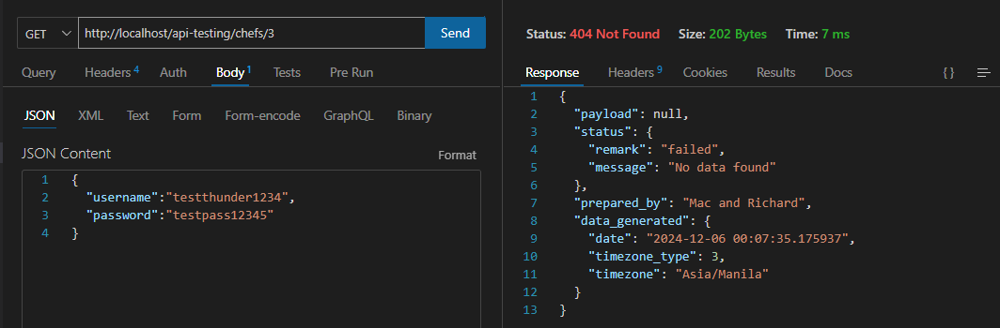 GET http://localhost/api-testing/chefs/3 Send
Query Headers 4 Auth Body 1 Tests Pre Run
JSON XML Text Form Form-encode GraphQL Binary
JSON Content Format
1 {
2 "username":"testthunder1234",
3 "password":"testpass12345"
4 }
Status: 404 Not Found Size: 202 Bytes Time: 7 ms
Response Headers 9 Cookies Results Docs { }
1 {
2 "payload": null,
3 "status": {
4 "remark": "failed",
5 "message": "No data found"
6 },
7 "prepared_by": "Mac and Richard",
8 "data_generated": {
9 "date": "2024-12-06 00:07:35.175937",
10 "timezone_type": 3,
11 "timezone": "Asia/Manila"
12 }
13 }